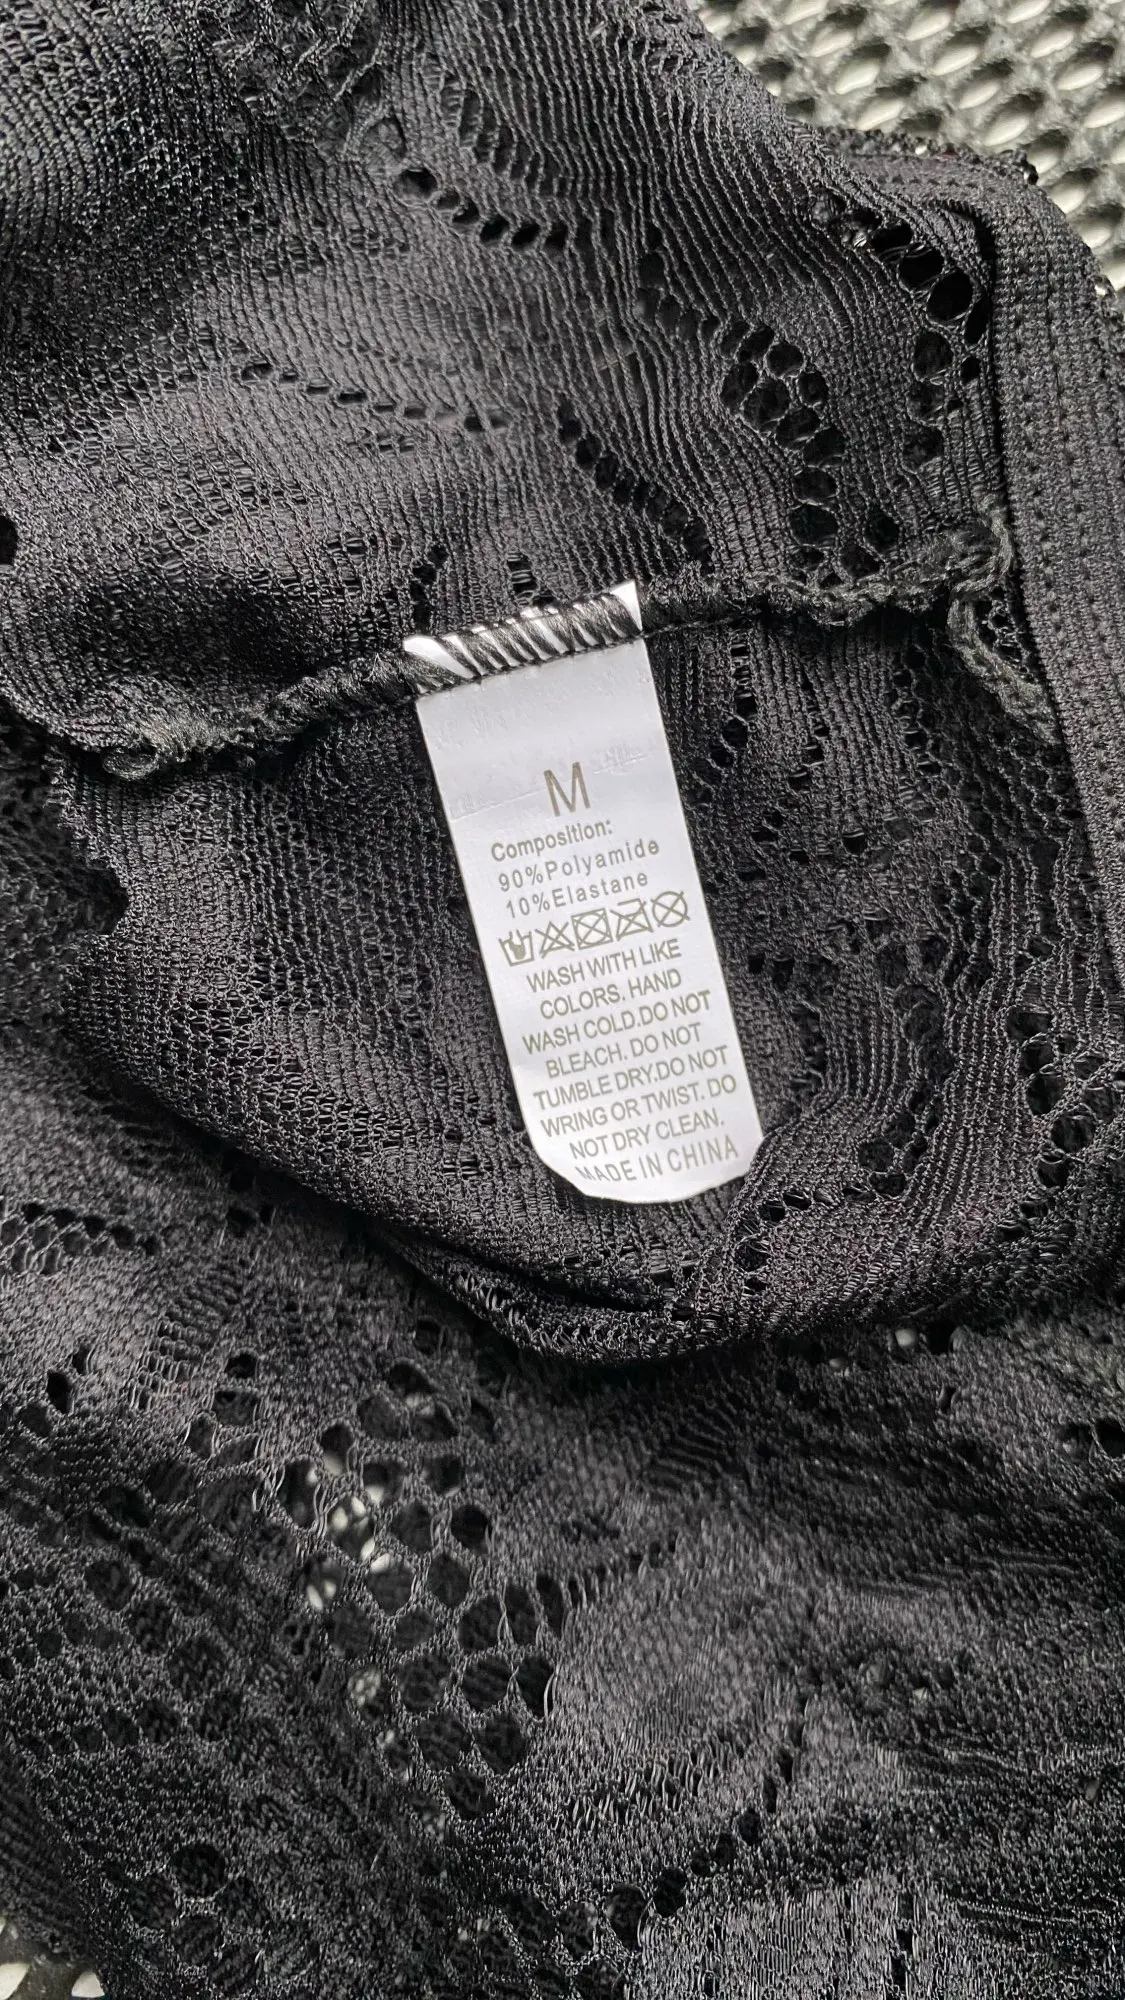 M
Composition:
90%Polyamide
10%Elastane
WASH WITH LIKE
COLORS. HAND
WASH COLD.DO NOT
BLEACH. DO NOT
TUMBLE DRY.DO NOT
WRING OR TWIST. DO
NOT DRY CLEAN.
MADE IN CHINA